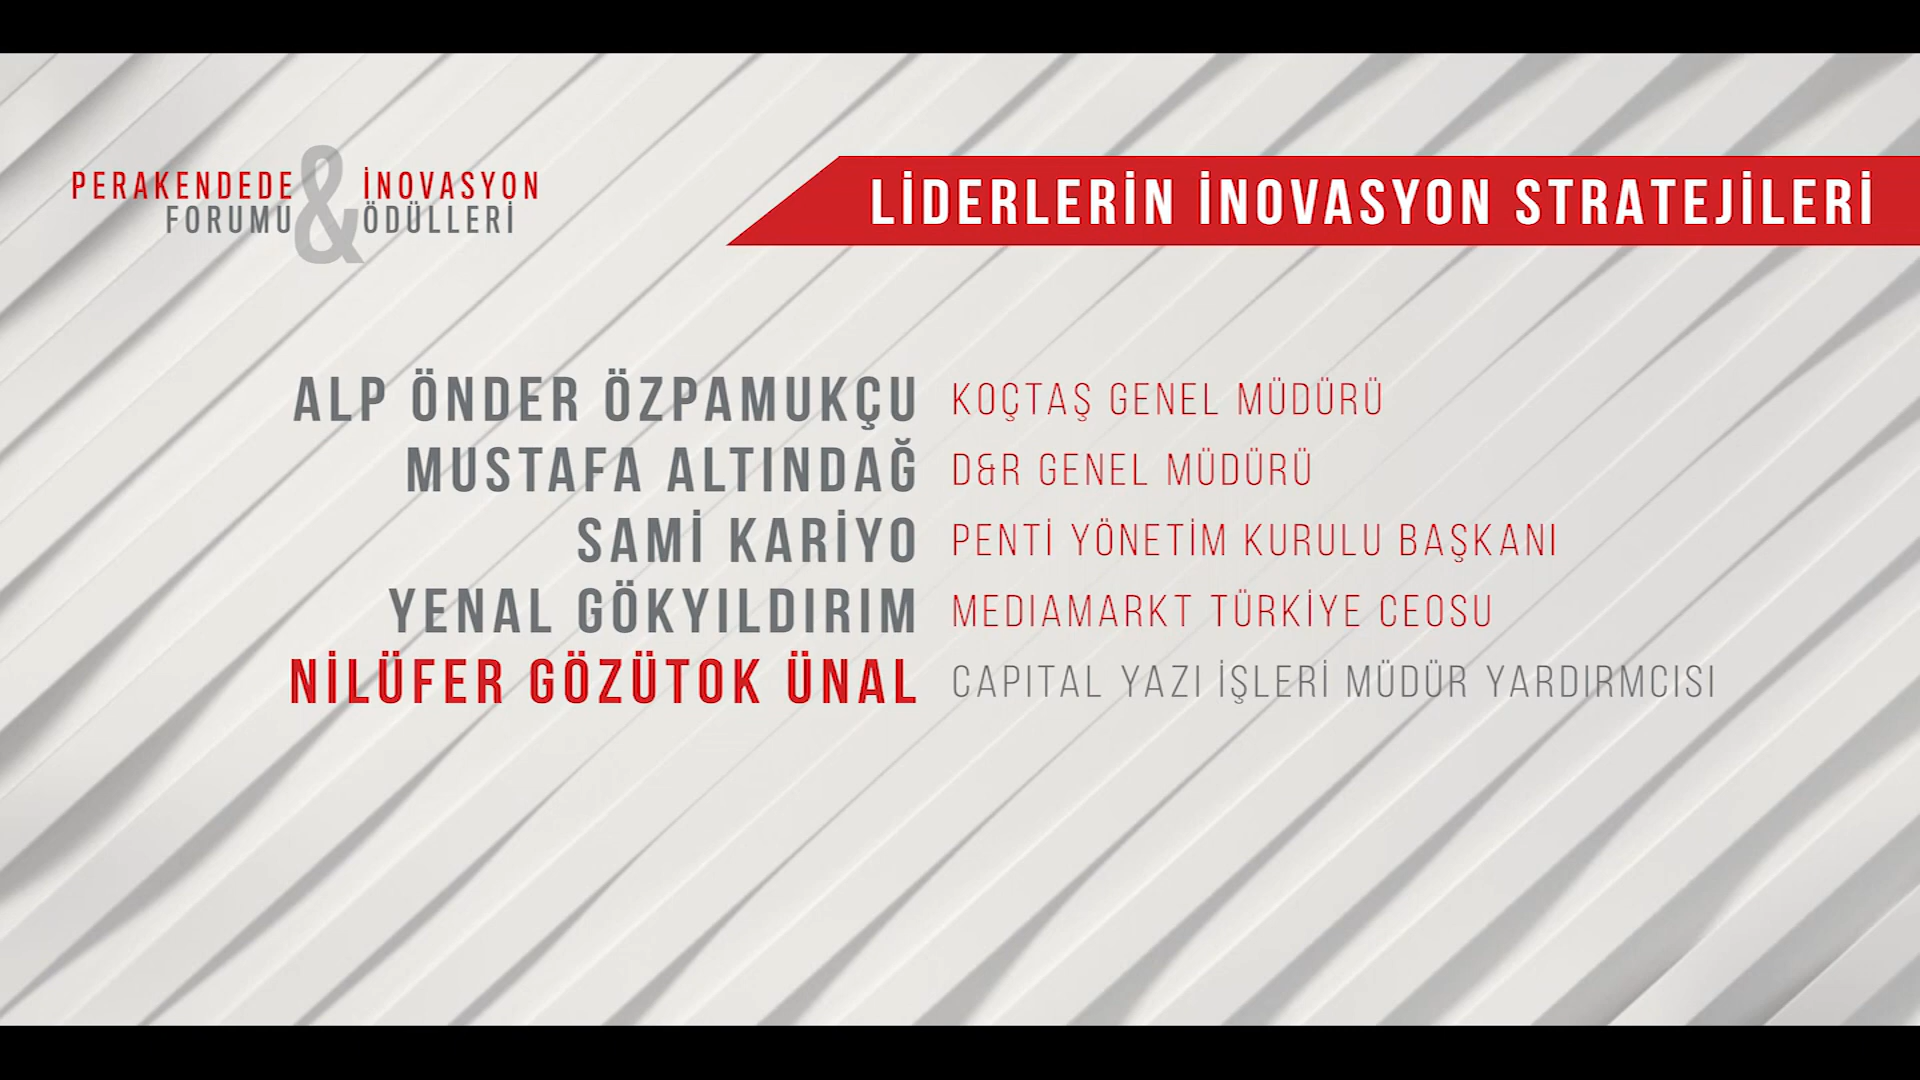 PERAKENDEDE & İNOVASYON
FORUMU ÖDÜLLERİ
LİDERLERİN İNOVASYON STRATEJİLERİ
ALP ÖNDER ÖZPAMUKÇU KOÇTAŞ GENEL MÜDÜRÜ
MUSTAFA ALTINDAĞ D&R GENEL MÜDÜRÜ
SAMİ KARİYO PENTİ YÖNETİM KURULU BAŞKANI
YENAL GÖKYILDIRIM MEDIAMARKT TÜRKİYE CEOSU
NİLÜFER GÖZÜTOK ÜNAL CAPITAL YAZI İŞLERİ MÜDÜR YARDIRMCISI